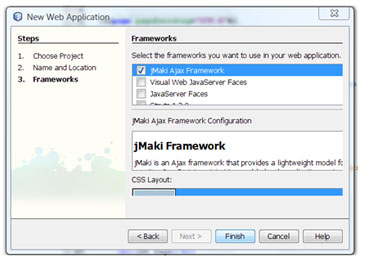 New Web Application
Steps
1. Choose Project
2. Name and Location
3. Frameworks
Frameworks
Select the frameworks you want to use in your web application.
jMaki Ajax Framework
Visual Web JavaServer Faces
JavaServer Faces
jMaki Ajax Framework Configuration
jMaki Framework
jMaki is an Ajax framework that provides a lightweight model fo
CSS Layout:
< Back
Next >
Finish
Cancel
Help